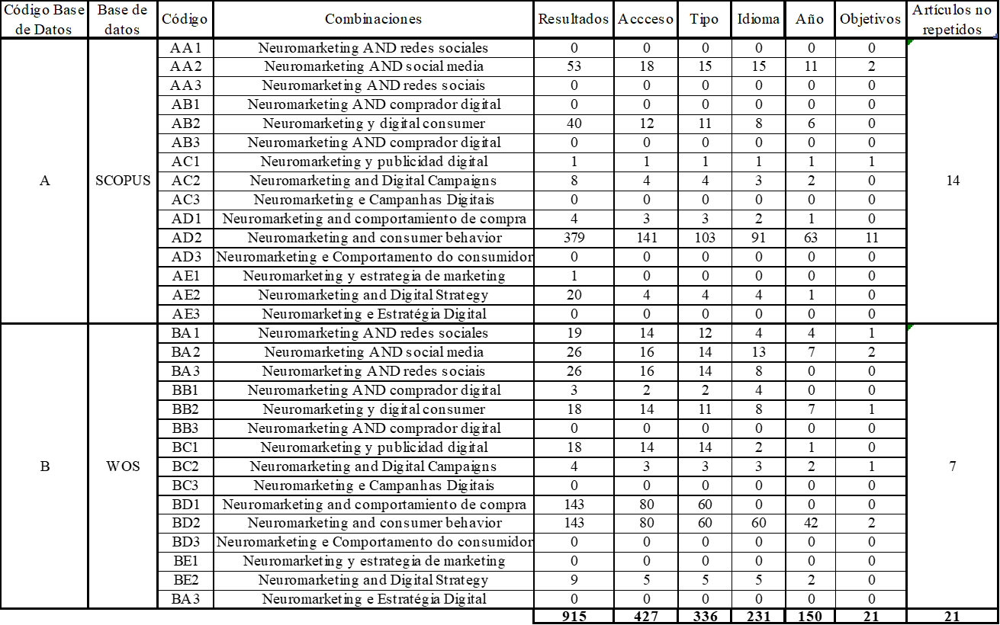 Código Base de Datos | Base de datos | Código | Combinaciones | Resultados | Accceso | Tipo | Idioma | Año | Objetivos | Artículos no repetidos
A | SCOPUS | AA1 | Neuromarketing AND redes sociales | 0 | 0 | 0 | 0 | 0 | 0 | 14
AA2 | Neuromarketing AND social media | 53 | 18 | 15 | 15 | 11 | 2
AA3 | Neuromarketing AND redes sociais | 0 | 0 | 0 | 0 | 0 | 0
AB1 | Neuromarketing AND comprador digital | 0 | 0 | 0 | 0 | 0 | 0
AB2 | Neuromarketing y digital consumer | 40 | 12 | 11 | 8 | 6 | 0
AB3 | Neuromarketing AND comprador digital | 0 | 0 | 0 | 0 | 0 | 0
AC1 | Neuromarketing y publicidad digital | 1 | 1 | 1 | 1 | 1 | 1
AC2 | Neuromarketing and Digital Campaigns | 8 | 4 | 4 | 3 | 2 | 0
AC3 | Neuromarketing e Campanhas Digitais | 0 | 0 | 0 | 0 | 0 | 0
AD1 | Neuromarketing and comportamiento de compra | 4 | 3 | 3 | 2 | 1 | 0
AD2 | Neuromarketing and consumer behavior | 379 | 141 | 103 | 91 | 63 | 11
AD3 | Neuromarketing e Comportamento do consumidor | 0 | 0 | 0 | 0 | 0 | 0
AE1 | Neuromarketing y estrategia de marketing | 1 | 0 | 0 | 0 | 0 | 0
AE2 | Neuromarketing and Digital Strategy | 20 | 4 | 4 | 4 | 1 | 0
AE3 | Neuromarketing e Estratégia Digital | 0 | 0 | 0 | 0 | 0 | 0
B | WOS | BA1 | Neuromarketing AND redes sociales | 19 | 14 | 12 | 4 | 4 | 1 | 7
BA2 | Neuromarketing AND social media | 26 | 16 | 14 | 13 | 7 | 2
BA3 | Neuromarketing AND redes sociais | 26 | 16 | 14 | 8 | 0 | 0
BB1 | Neuromarketing AND comprador digital | 3 | 2 | 2 | 4 | 0 | 0
BB2 | Neuromarketing y digital consumer | 18 | 14 | 11 | 8 | 7 | 1
BB3 | Neuromarketing AND comprador digital | 0 | 0 | 0 | 0 | 0 | 0
BC1 | Neuromarketing y publicidad digital | 18 | 14 | 14 | 2 | 1 | 0
BC2 | Neuromarketing and Digital Campaigns | 4 | 3 | 3 | 3 | 2 | 1
BC3 | Neuromarketing e Campanhas Digitais | 0 | 0 | 0 | 0 | 0 | 0
BD1 | Neuromarketing and comportamiento de compra | 143 | 80 | 60 | 0 | 0 | 0
BD2 | Neuromarketing and consumer behavior | 143 | 80 | 60 | 60 | 42 | 2
BD3 | Neuromarketing e Comportamento do consumidor | 0 | 0 | 0 | 0 | 0 | 0
BE1 | Neuromarketing y estrategia de marketing | 0 | 0 | 0 | 0 | 0 | 0
BE2 | Neuromarketing and Digital Strategy | 9 | 5 | 5 | 5 | 2 | 0
BA3 | Neuromarketing e Estratégia Digital | 0 | 0 | 0 | 0 | 0 | 0
915 | 427 | 336 | 231 | 150 | 21 | 21